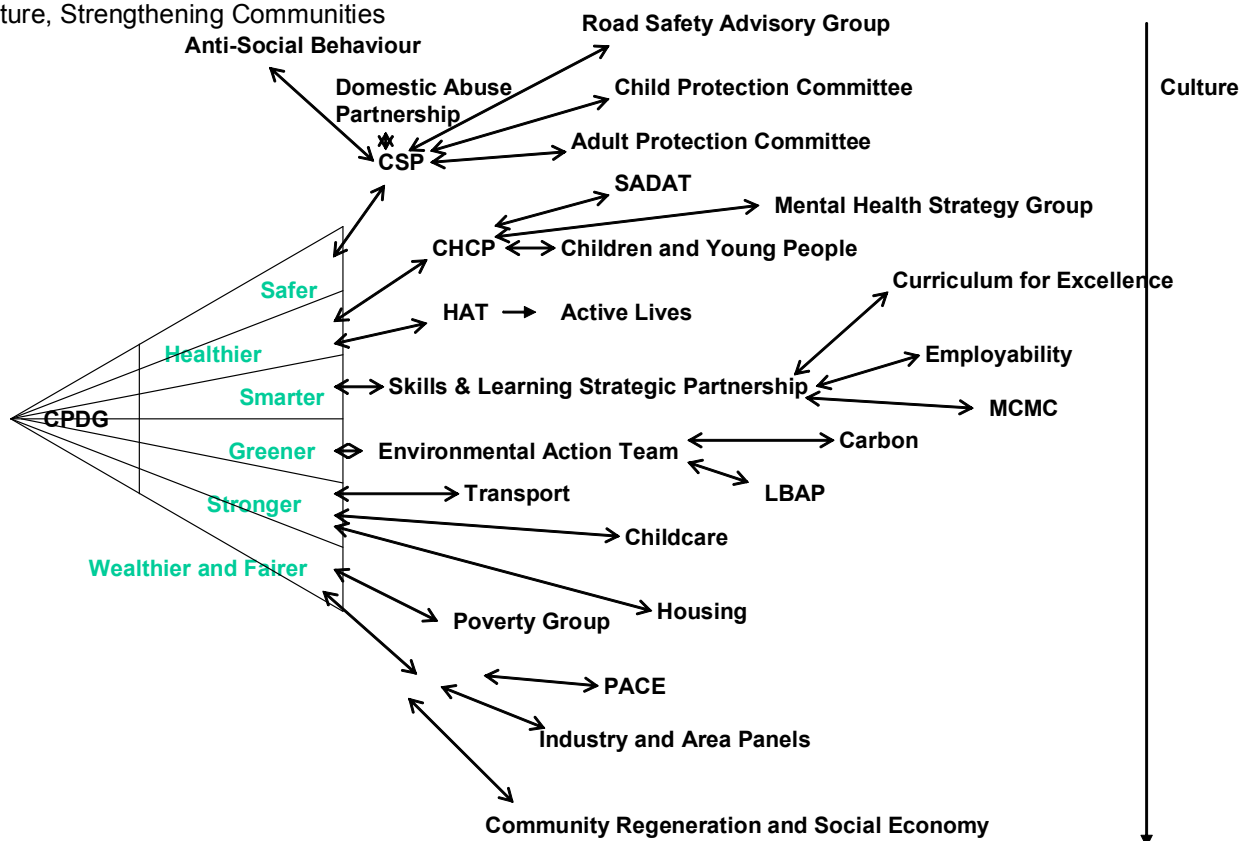 ture, Strengthening Communities
Road Safety Advisory Group
Anti-Social Behaviour
Domestic Abuse
Partnership
Child Protection Committee
Culture
Adult Protection Committee
CSP
SADAT
Mental Health Strategy Group
CHCP
Children and Young People
Curriculum for Excellence
Safer
HAT
Active Lives
Healthier
Employability
Smarter
Skills & Learning Strategic Partnership
MCMC
CPDG
Carbon
Greener
Environmental Action Team
LBAP
Stronger
Transport
Childcare
Wealthier and Fairer
Housing
Poverty Group
PACE
Industry and Area Panels
Community Regeneration and Social Economy